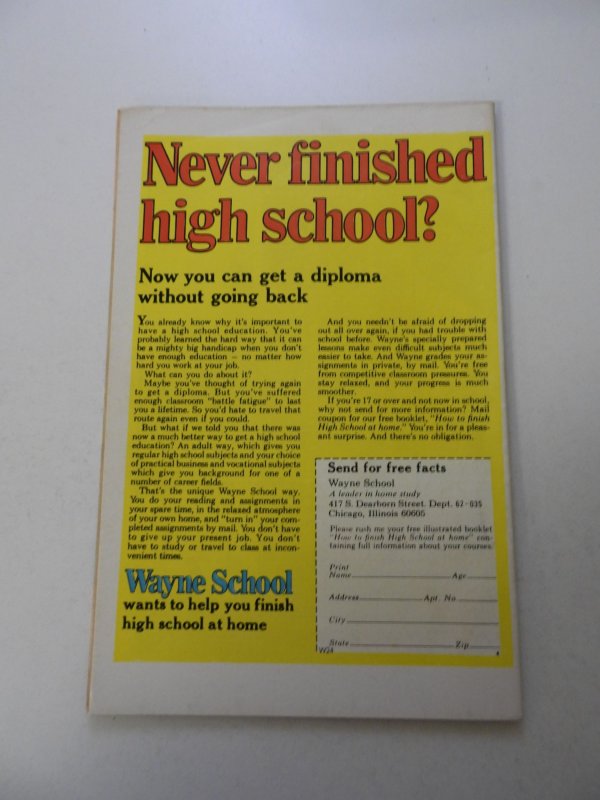 Never finished
high school?
Now you can get a diploma
without going back
You already know why it's important to
have a high school education. You've
probably learned the hard way that it can
be a mighty big handicap when you don't
have enough education — no matter how
hard you work at your job.
What can you do about it?
Maybe you've thought of trying again
to get a diploma. But you've suffered
enough classroom "battle fatigue" to last
you a lifetime. So you'd hate to travel that
route again even if you could.
But what if we told you that there was
now a much better way to get a high school
education? An adult way, which gives you
regular high school subjects and your choice
of practical business and vocational subjects
which give you background for one of a
number of career fields.
That's the unique Wayne School way.
You do your reading and assignments in
your spare time, in the relaxed atmosphere
of your own home, and "turn in" your com-
pleted assignments by mail. You don't have
to give up your present job. You don't
have to study or travel to class at incon-
venient times.
Wayne School
wants to help you finish
high school at home
And you needn't be afraid of dropping
out all over again, if you had trouble with
school before. Wayne's specially prepared
lessons make even difficult subjects much
easier to take. And Wayne grades your as-
signments in private, by mail. You're free
from competitive classroom pressures. You
stay relaxed, and your progress is much
smoother.
If you're 17 or over and not now in school,
why not send for more information? Mail
coupon for our free booklet, "How to finish
High School at home." You're in for a pleas-
ant surprise. And there's no obligation.
Send for free facts
Wayne School
A leader in home study
417 S. Dearborn Street. Dept. 62-035
Chicago, Illinois 60605
Please rush me your free illustrated booklet
"How to finish High School at home" con-
taining full information about your courses.
Print
Name Age
Address Apt. No.
City
State Zip
W24